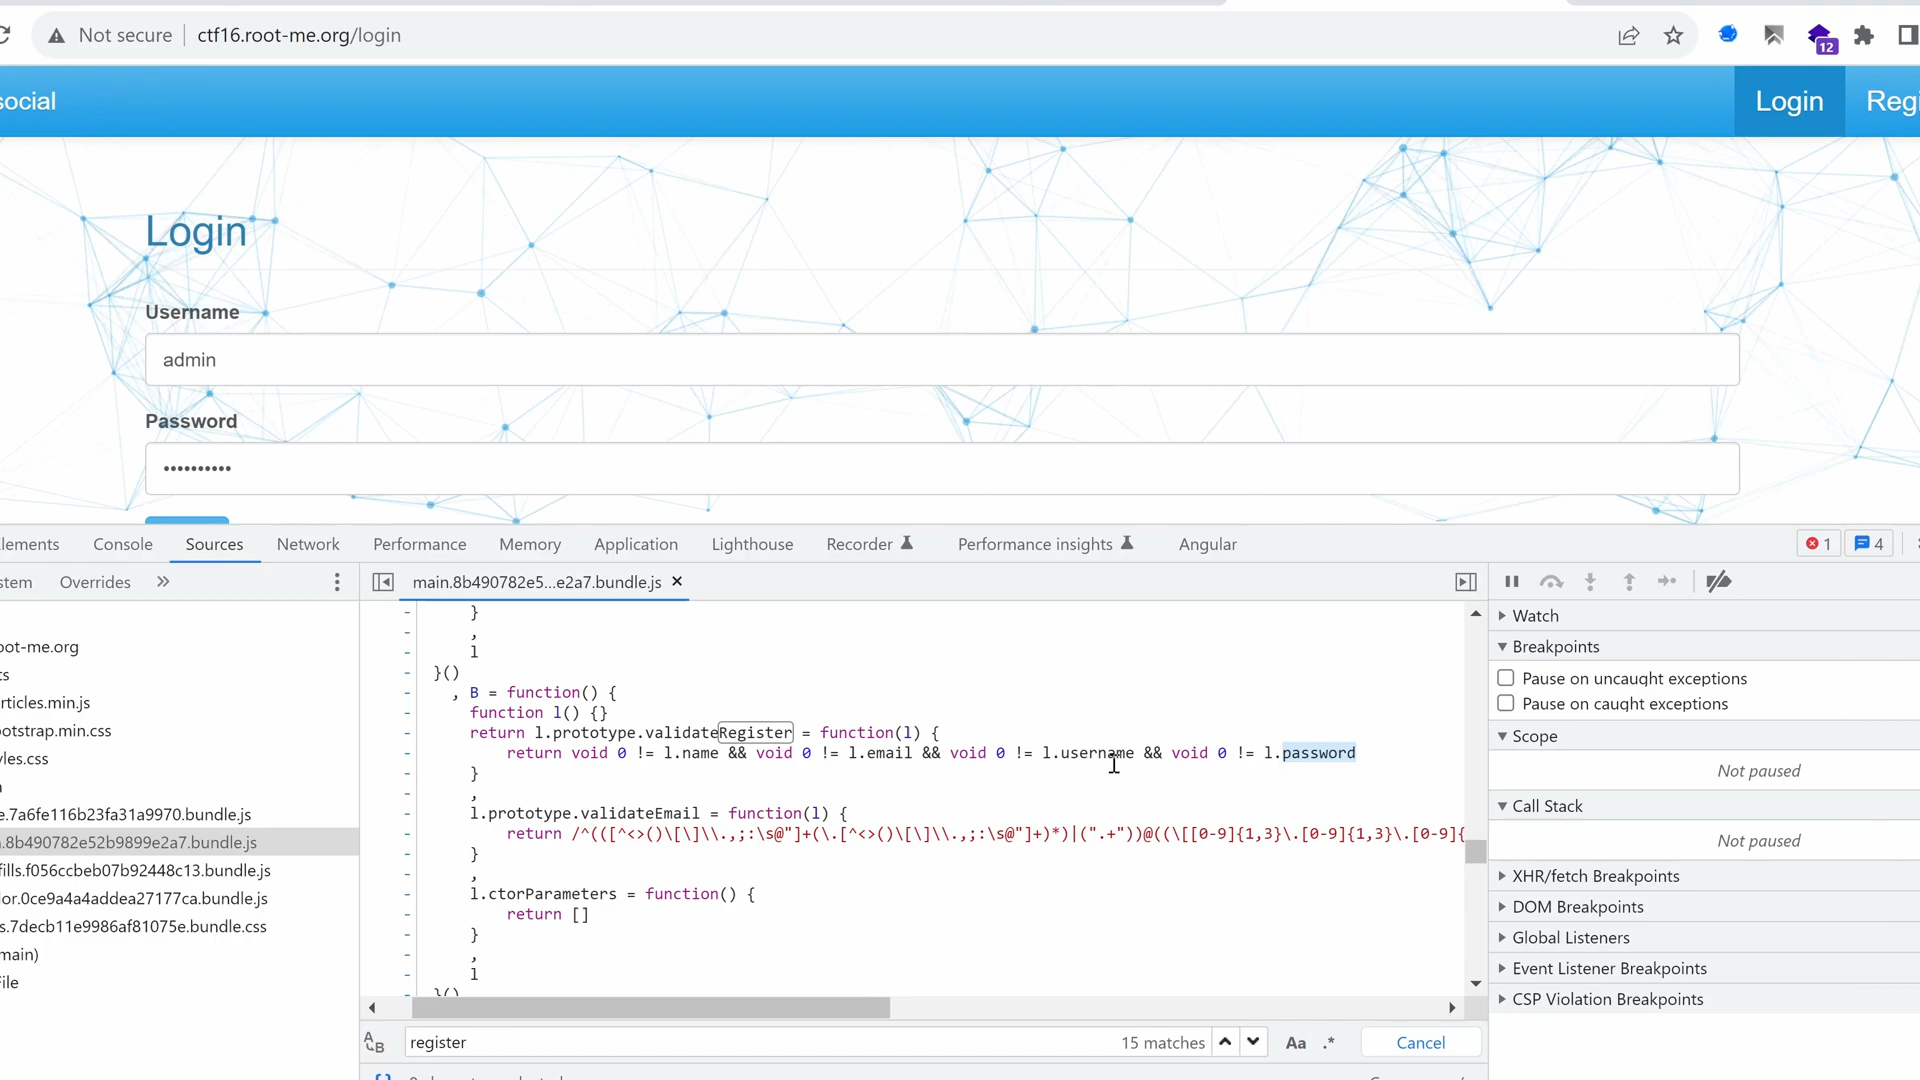 Not secure ctf16.root-me.org/login 12
social Login Regi
Login
Username
admin
Password
••••••••••
lements Console Sources Network Performance Memory Application Lighthouse Recorder Performance insights Angular 1 4
stem Overrides » main.8b490782e5...e2a7.bundle.js ×
oot-me.org
ts
rticles.min.js
otstrap.min.css
les.css
e.7a6fe116b23fa31a9970.bundle.js
.8b490782e52b9899e2a7.bundle.js
fills.f056ccbeb07b92448c13.bundle.js
or.0ce9a4a4addea27177ca.bundle.js
s.7decb11e9986af81075e.bundle.css
main)
File
}
,
l
}()
, B = function() {
function l() {}
return l.prototype.validateRegister = function(l) {
return void 0 != l.name && void 0 != l.email && void 0 != l.username && void 0 != l.password
}
,
l.prototype.validateEmail = function(l) {
return /^(([^<>()\[\]\\.,;:\s@"]+(\.[^<>()\[\]\\.,;:\s@"]+)*)|(".+"))@((\[[0-9]{1,3}\.[0-9]{1,3}\.[0-9]{
}
,
l.ctorParameters = function() {
return []
}
,
l
}()
register 15 matches Aa .* Cancel
Watch
Breakpoints
Pause on uncaught exceptions
Pause on caught exceptions
Scope
Not paused
Call Stack
Not paused
XHR/fetch Breakpoints
DOM Breakpoints
Global Listeners
Event Listener Breakpoints
CSP Violation Breakpoints